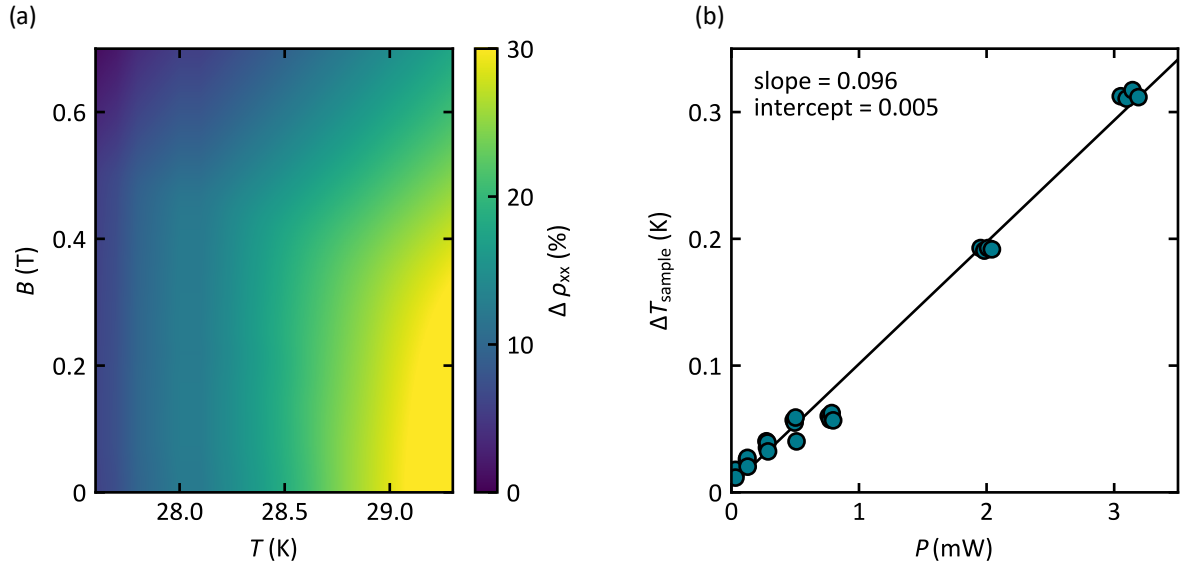 (a)
0.6
0.4
0.2
0
28.0
28.5
29.0
B (T)
T (K)
30
20
10
0
Δ ρxx (%)
(b)
slope = 0.096
intercept = 0.005
0.3
0.2
0.1
0
0
1
2
3
ΔTsample (K)
P (mW)